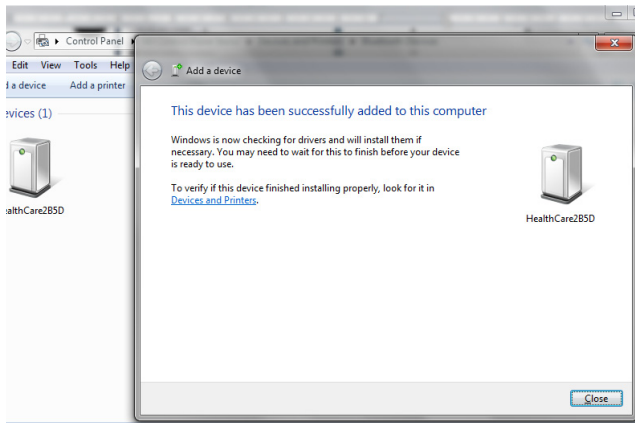 Control Panel
Edit View Tools Help
d a device Add a printer
evices (1)
ealthCare2B5D
Add a device
This device has been successfully added to this computer
Windows is now checking for drivers and will install them if
necessary. You may need to wait for this to finish before your device
is ready to use.
To verify if this device finished installing properly, look for it in
Devices and Printers.
HealthCare2B5D
Close